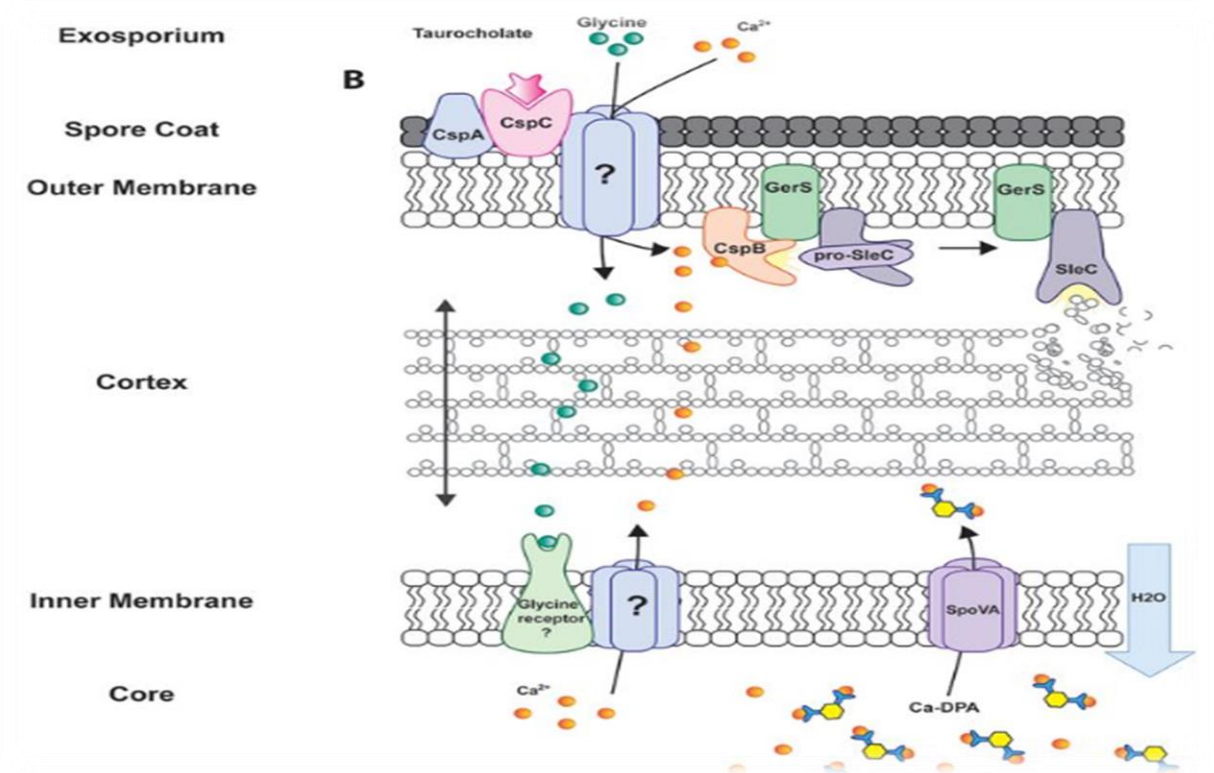 Exosporium
Taurocholate
Glycine
Ca²⁺
B
Spore Coat
CspA
CspC
Outer Membrane
?
GerS
GerS
CspB
pro-SleC
SleC
Cortex
Inner Membrane
Glycine
receptor
?
?
SpoVA
H2O
Core
Ca²⁺
Ca-DPA